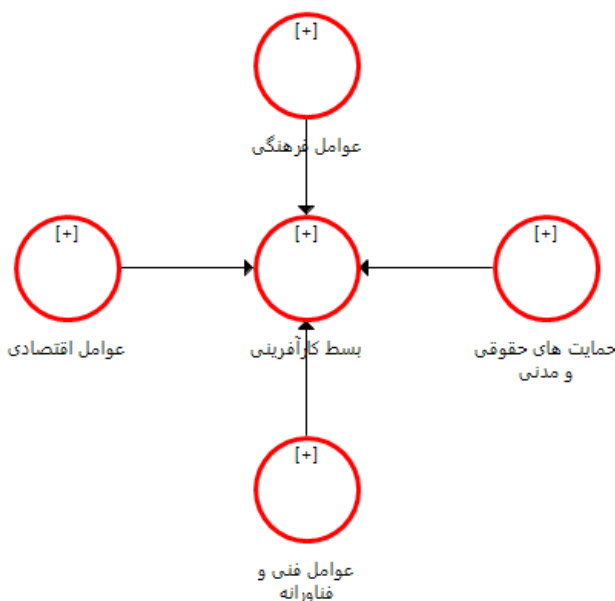 [+]
عوامل فرهنگی
[+]
[+]
[+]
عوامل اقتصادی
بسط کارآفرینی
حمایت های حقوقی
و مدنی
[+]
عوامل فنی و
فناورانه